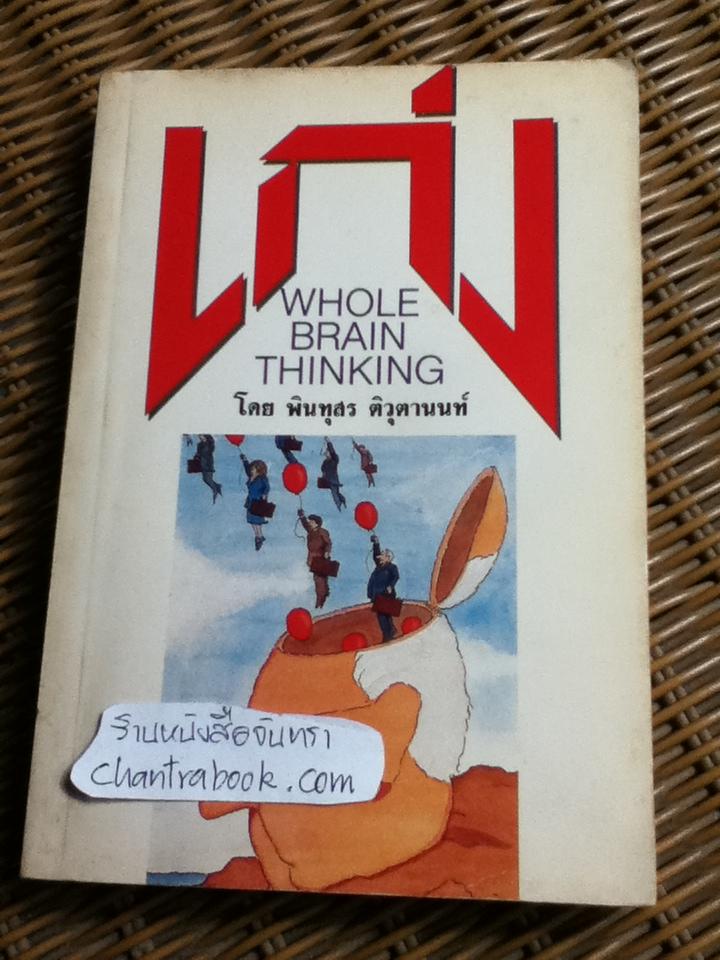 เก่ง
WHOLE
BRAIN
THINKING
โดย พินทุสร ติวุตานนท์
ร้านหนังสือจันทรา
chantrabook.com